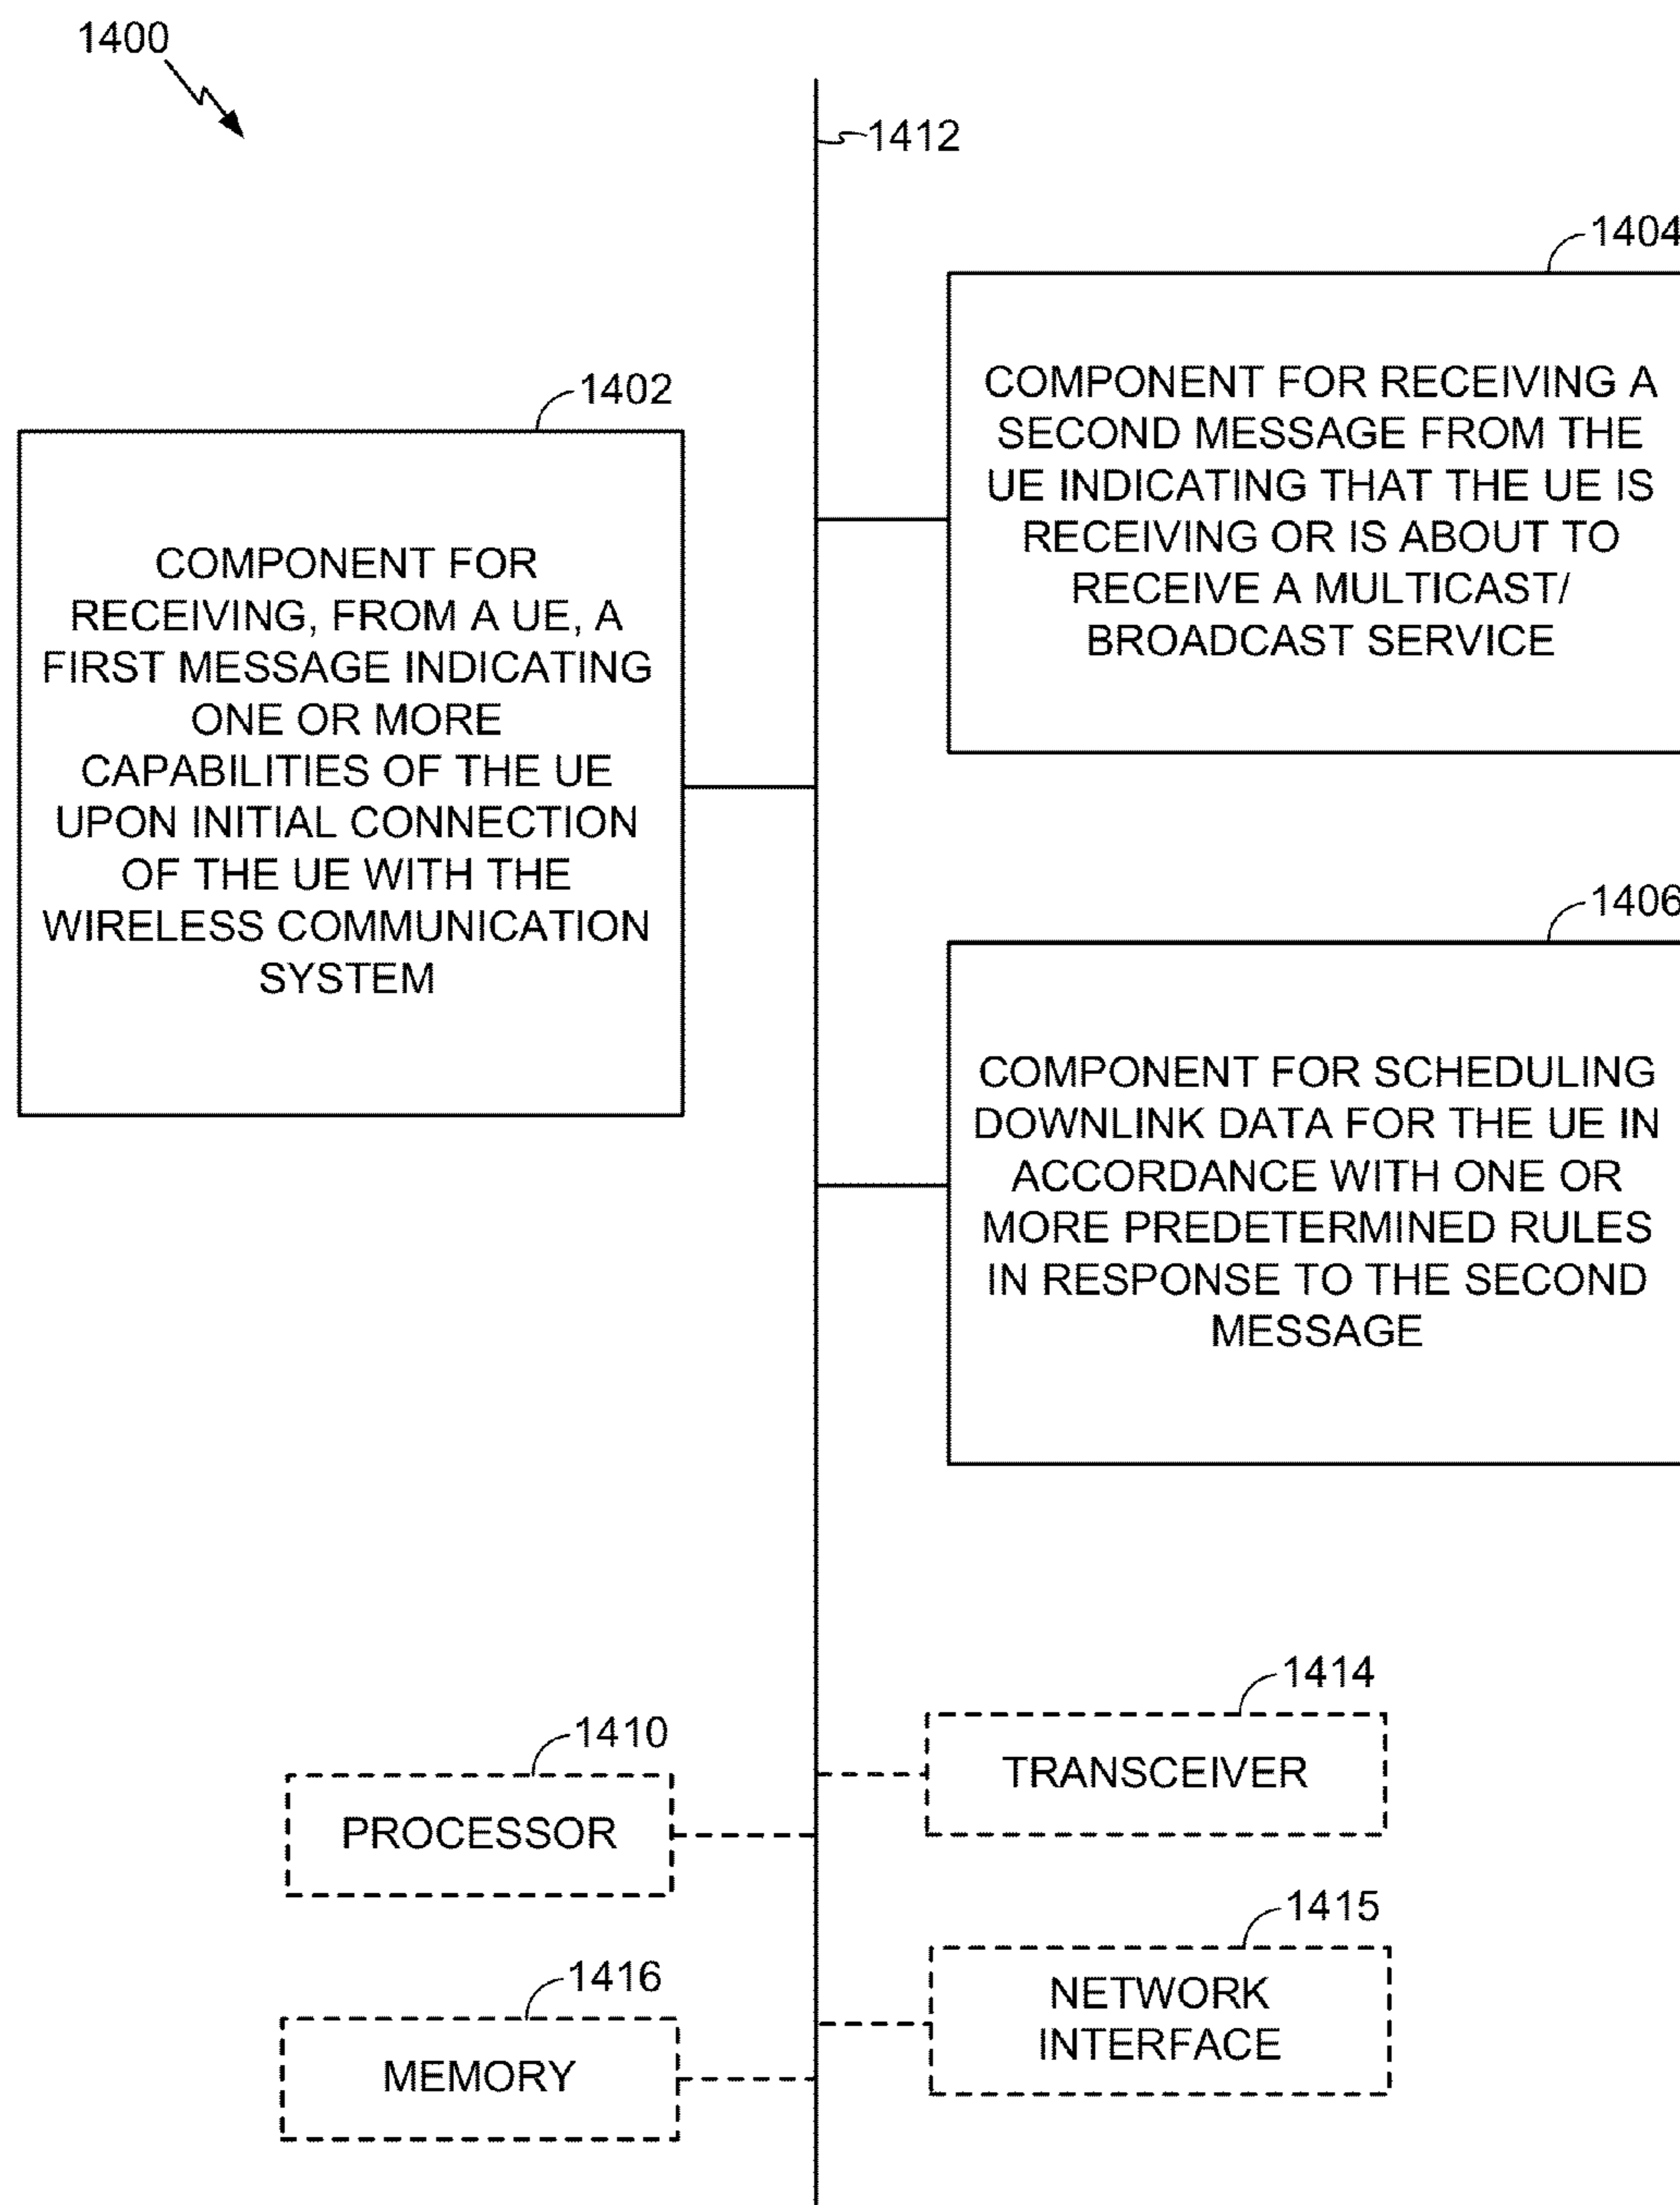 1400
1412
1404
COMPONENT FOR RECEIVING A
SECOND MESSAGE FROM THE
UE INDICATING THAT THE UE IS
RECEIVING OR IS ABOUT TO
RECEIVE A MULTICAST/
BROADCAST SERVICE
1402
COMPONENT FOR
RECEIVING, FROM A UE, A
FIRST MESSAGE INDICATING
ONE OR MORE
CAPABILITIES OF THE UE
UPON INITIAL CONNECTION
OF THE UE WITH THE
WIRELESS COMMUNICATION
SYSTEM
1406
COMPONENT FOR SCHEDULING
DOWNLINK DATA FOR THE UE IN
ACCORDANCE WITH ONE OR
MORE PREDETERMINED RULES
IN RESPONSE TO THE SECOND
MESSAGE
1414
TRANSCEIVER
1410
PROCESSOR
1415
NETWORK
INTERFACE
1416
MEMORY